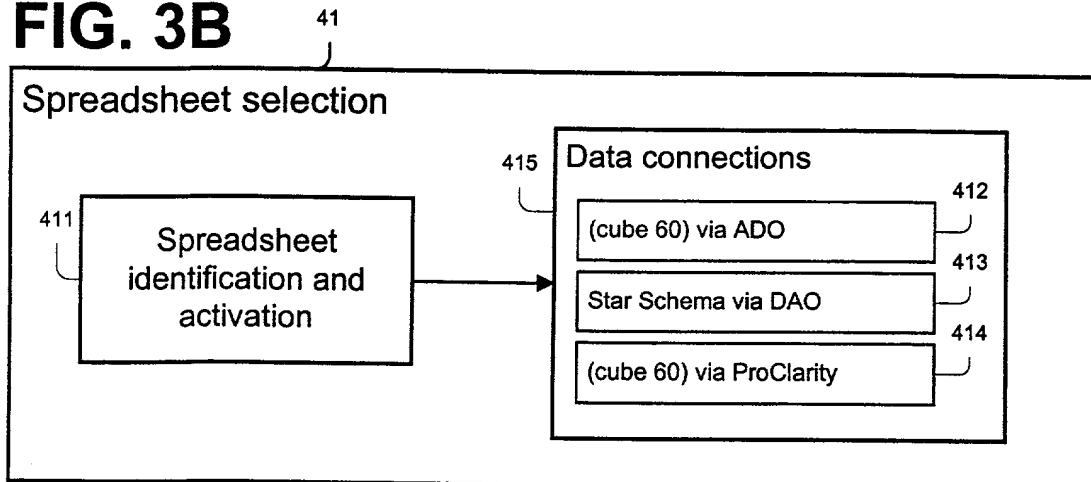 FIG. 3B
41
Spreadsheet selection
415
Data connections
411
Spreadsheet
identification and
activation
(cube 60) via ADO
412
Star Schema via DAO
413
(cube 60) via ProClarity
414